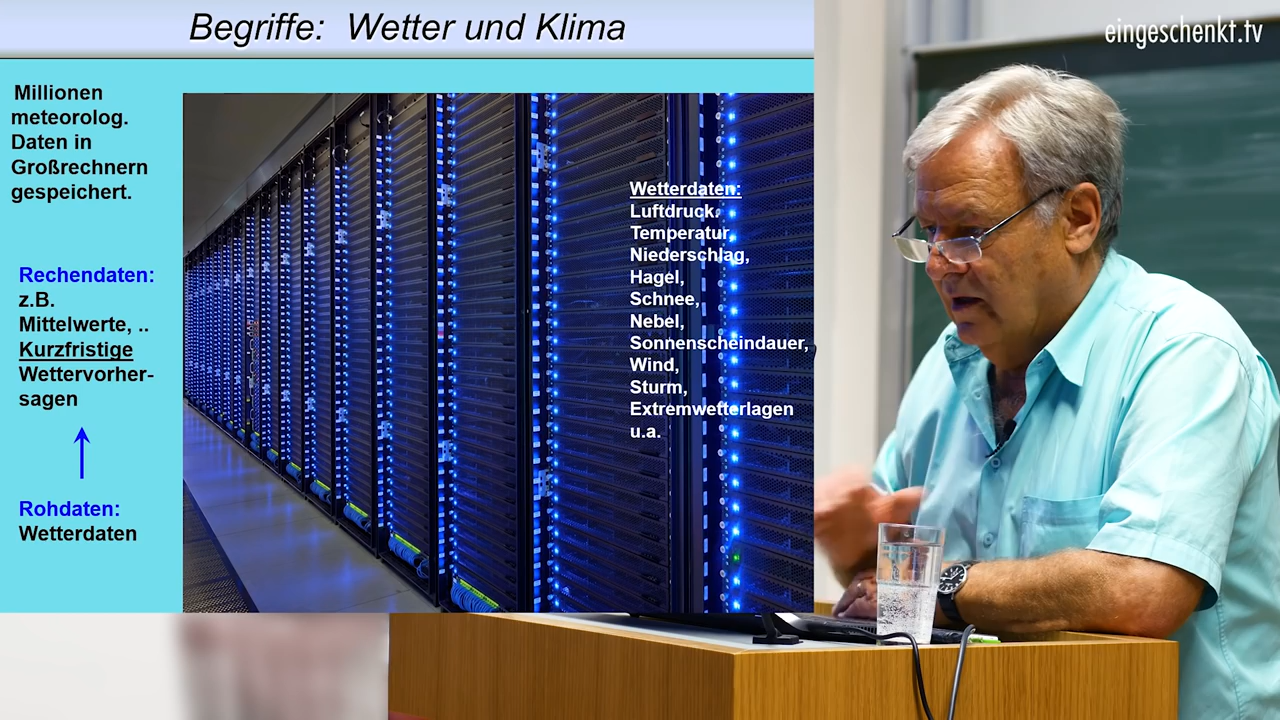 Begriffe: Wetter und Klima
eingeschenkt.tv
Millionen
meteorolog.
Daten in
Großrechnern
gespeichert.
Rechendaten:
z.B.
Mittelwerte, ..
Kurzfristige
Wettervorher-
sagen
Rohdaten:
Wetterdaten
Wetterdaten:
Luftdruck,
Temperatur,
Niederschlag,
Hagel,
Schnee,
Nebel,
Sonnenscheindauer,
Wind,
Sturm,
Extremwetterlagen
u.a.